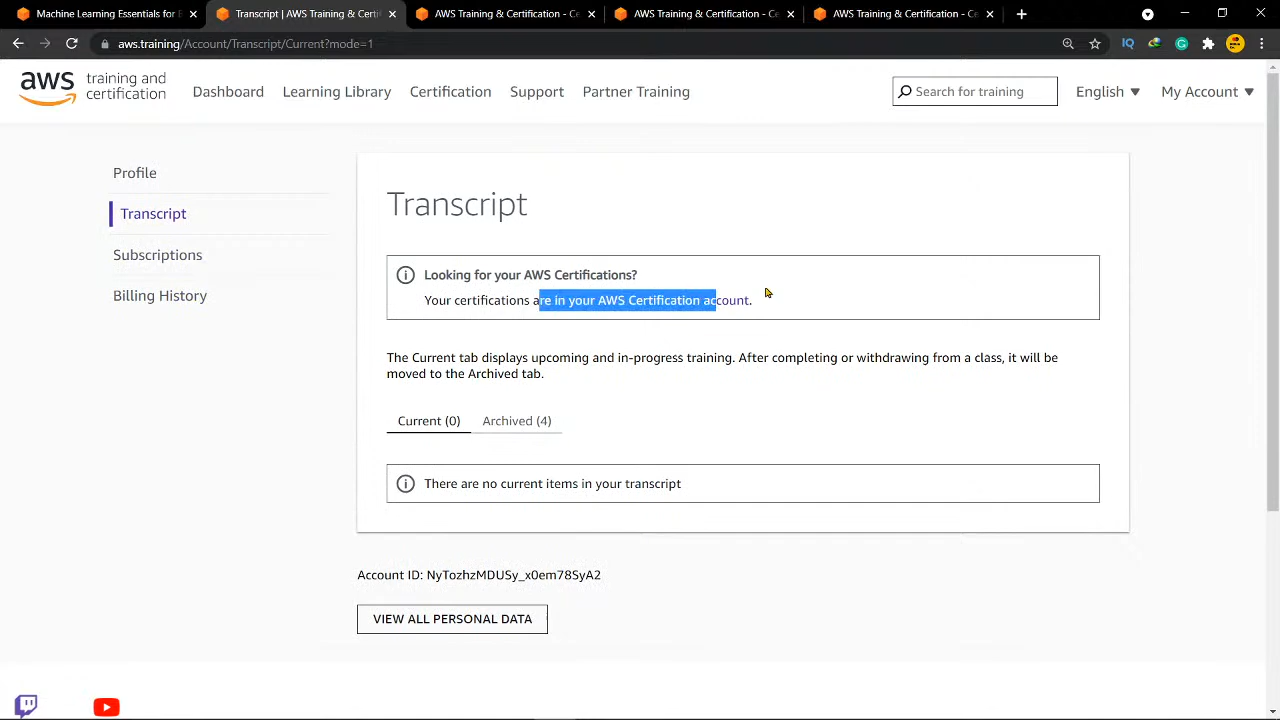 Machine Learning Essentials for B
Transcript | AWS Training & Certifi
AWS Training & Certification - Ce
AWS Training & Certification - Ce
AWS Training & Certification - Ce
aws.training/Account/Transcript/Current?mode=1
IQ
aws training and certification
Dashboard
Learning Library
Certification
Support
Partner Training
Search for training
English
My Account
Profile
Transcript
Subscriptions
Billing History
Transcript
Looking for your AWS Certifications?
Your certifications are in your AWS Certification account.
The Current tab displays upcoming and in-progress training. After completing or withdrawing from a class, it will be
moved to the Archived tab.
Current (0)
Archived (4)
There are no current items in your transcript
Account ID: NyTozhzMDUSy_x0em78SyA2
VIEW ALL PERSONAL DATA